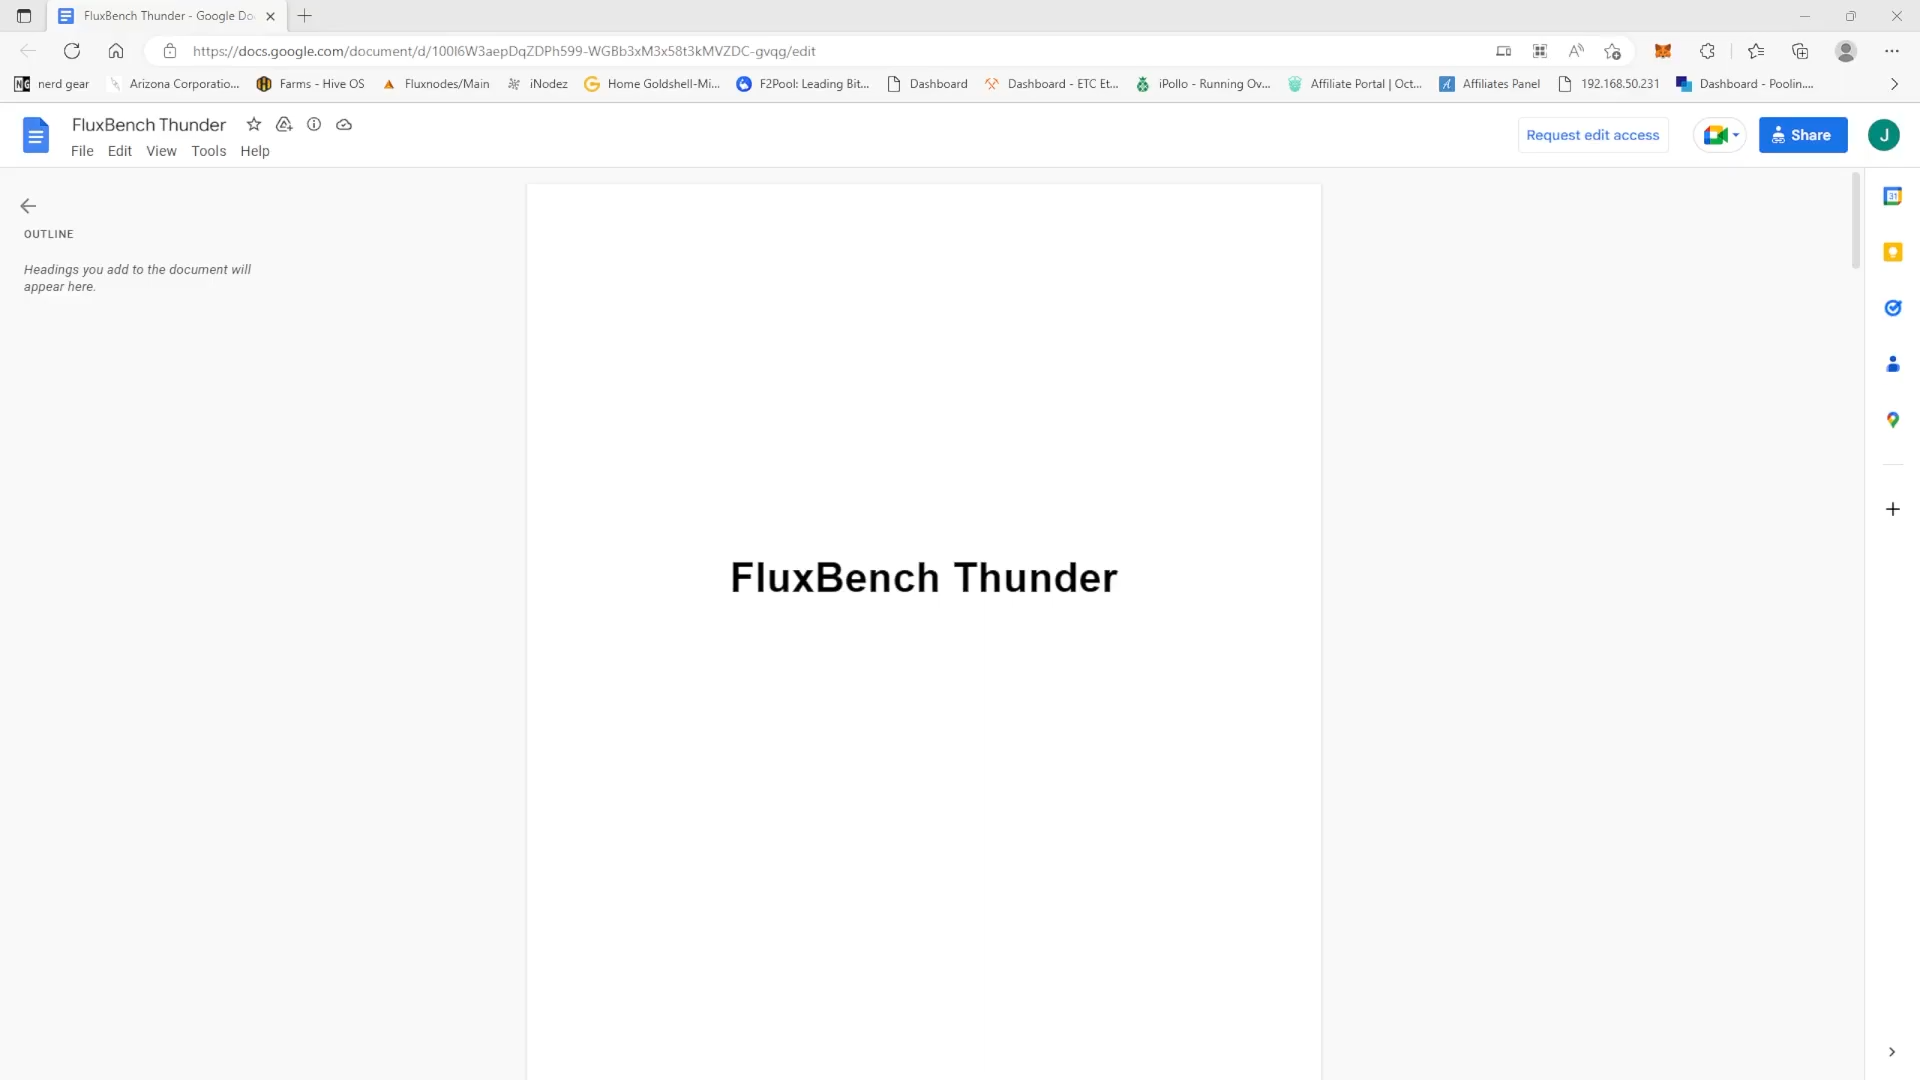 FluxBench Thunder - Google Do
https://docs.google.com/document/d/100I6W3aepDqZDPh599-WGBb3xM3x58t3kMVZDC-gvqg/edit
nerd gear
Arizona Corporatio...
Farms - Hive OS
Fluxnodes/Main
iNodez
Home Goldshell-Mi...
F2Pool: Leading Bit...
Dashboard
Dashboard - ETC Et...
iPollo - Running Ov...
Affiliate Portal | Oct...
Affiliates Panel
192.168.50.231
Dashboard - Poolin....
FluxBench Thunder
File Edit View Tools Help
Request edit access
Share
J
OUTLINE
Headings you add to the document will
appear here.
31
FluxBench Thunder